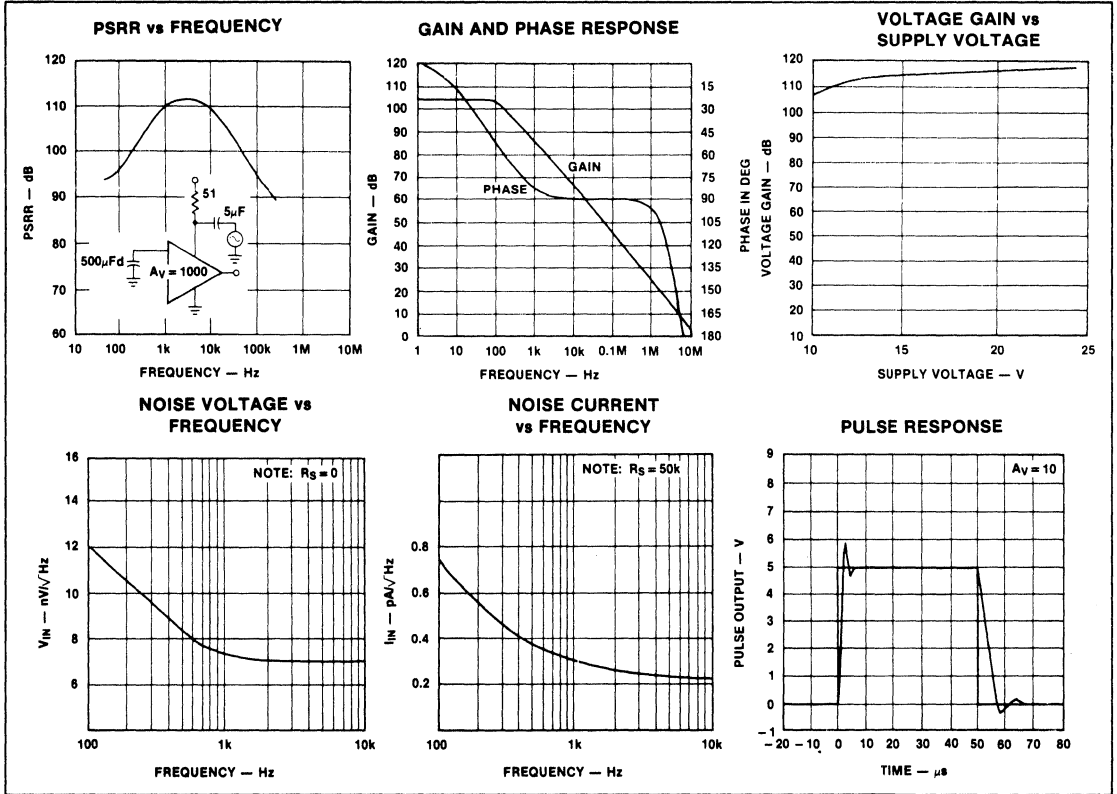 PSRR vs FREQUENCY
120
110
100
90
80
70
60
PSRR — dB
51
5μF
500μFd
AV = 1000
10 100 1k 10k 100k 1M 10M
FREQUENCY — Hz
GAIN AND PHASE RESPONSE
120
110
100
90
80
70
60
50
40
30
20
10
0
GAIN — dB
GAIN
PHASE
15
30
45
60
75
90
105
120
135
150
165
180
PHASE IN DEG
1 10 100 1k 10k 0.1M 1M 10M
FREQUENCY — Hz
VOLTAGE GAIN vs
SUPPLY VOLTAGE
120
110
100
90
80
70
60
50
40
30
20
10
VOLTAGE GAIN — dB
10 15 20 25
SUPPLY VOLTAGE — V
NOISE VOLTAGE vs
FREQUENCY
16
14
12
10
8
6
VIN — nV/√Hz
NOTE: RS = 0
100 1k 10k
FREQUENCY — Hz
NOISE CURRENT
vs FREQUENCY
0.8
0.6
0.4
0.2
IIN — pA/√Hz
NOTE: RS = 50k
100 1k 10k
FREQUENCY — Hz
PULSE RESPONSE
9
8
7
6
5
4
3
2
1
0
–1
PULSE OUTPUT — V
AV = 10
–20 –10 0 10 20 30 40 50 60 70 80
TIME — μs